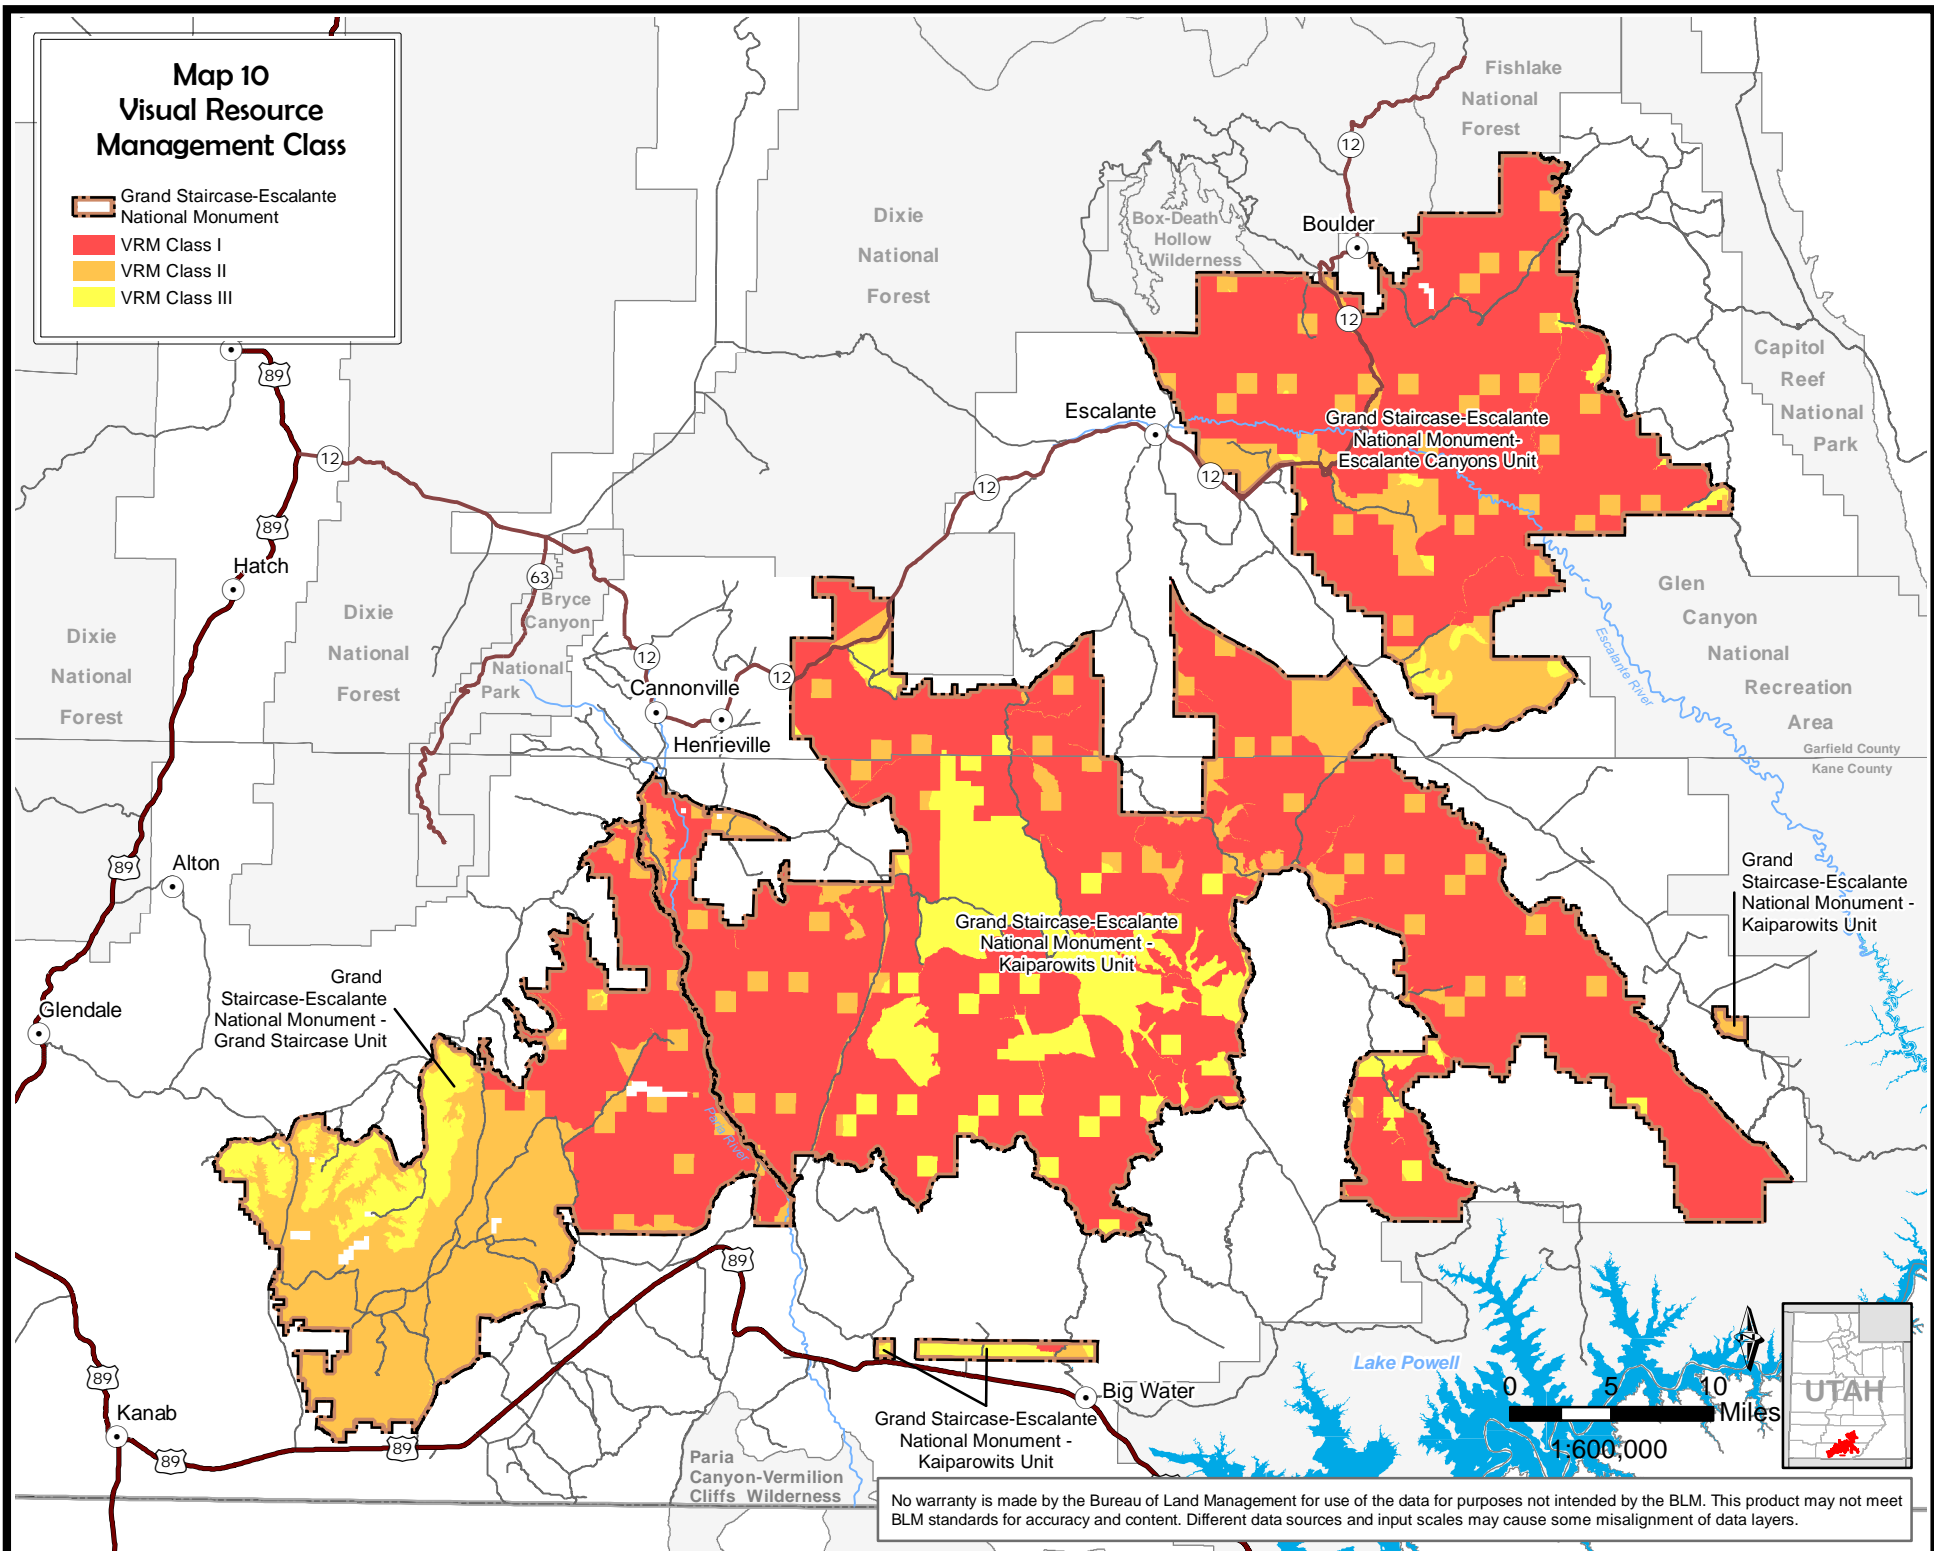 Map 10
Visual Resource
Management Class
Grand Staircase-Escalante
National Monument
VRM Class I
VRM Class II
VRM Class III
Fishlake
National
Forest
12
Boulder
Box-Death
Hollow
Wilderness
Dixie
National
Forest
12
Capitol
Reef
National
Park
89
Escalante
Grand Staircase-Escalante
National Monument-
Escalante Canyons Unit
12
12
12
89
Hatch
63
Bryce
Canyon
National
Park
Dixie
National
Forest
Dixie
National
Forest
Glen
Canyon
National
Recreation
Area
Escalante River
Garfield County
Kane County
12
12
Cannonville
Henrieville
89
Alton
Grand
Staircase-Escalante
National Monument -
Kaiparowits Unit
Grand Staircase-Escalante
National Monument -
Kaiparowits Unit
Grand
Staircase-Escalante
National Monument -
Grand Staircase Unit
Glendale
Paria River
89
89
Kanab
89
89
Big Water
Lake Powell
Grand Staircase-Escalante
National Monument -
Kaiparowits Unit
Paria
Canyon-Vermilion
Cliffs Wilderness
0 5 10
Miles
1:600,000
UTAH
No warranty is made by the Bureau of Land Management for use of the data for purposes not intended by the BLM. This product may not meet
BLM standards for accuracy and content. Different data sources and input scales may cause some misalignment of data layers.